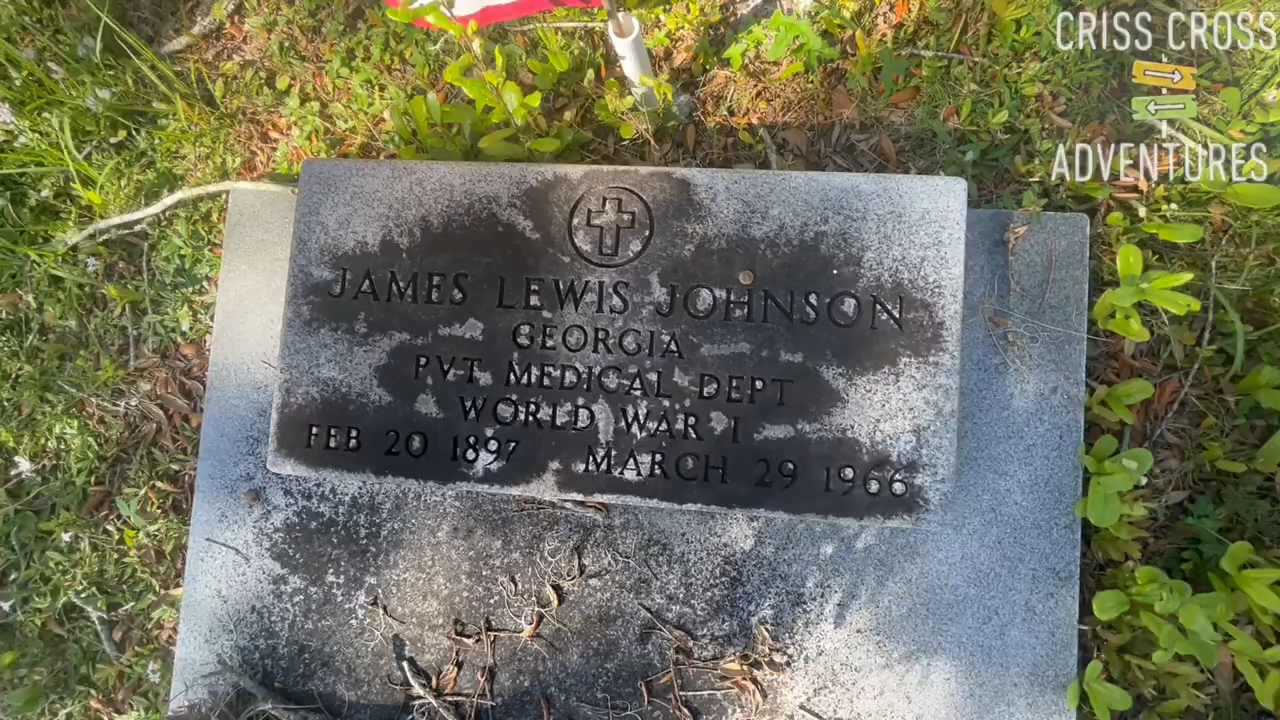 CRISS CROSS
ADVENTURES
JAMES LEWIS JOHNSON
GEORGIA
PVT MEDICAL DEPT
WORLD WAR I
FEB 20 1897 MARCH 29 1966